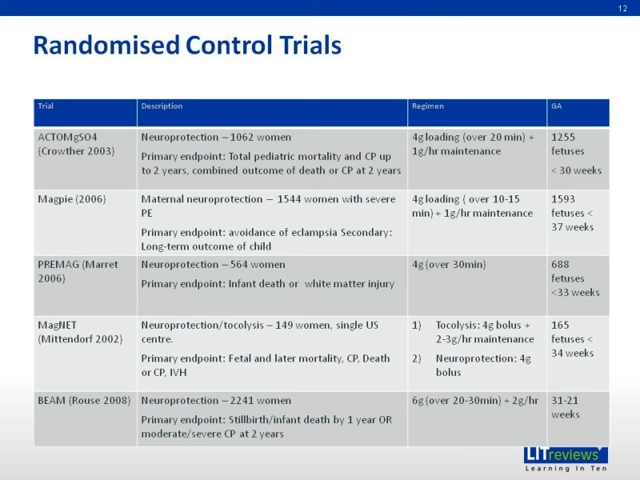 12
Randomised Control Trials
Trial Description Regimen GA
ACTOMgSO4
(Crowther 2003)
Neuroprotection – 1062 women
Primary endpoint: Total pediatric mortality and CP up
to 2 years, combined outcome of death or CP at 2 years
4g loading (over 20 min) +
1g/hr maintenance
1255
fetuses
< 30 weeks
Magpie (2006)
Maternal neuroprotection – 1544 women with severe
PE
Primary endpoint: avoidance of eclampsia Secondary:
Long-term outcome of child
4g loading ( over 10-15
min) + 1g/hr maintenance
1593
fetuses <
37 weeks
PREMAG (Marret
2006)
Neuroprotection – 564 women
Primary endpoint: Infant death or white matter injury
4g (over 30min)
688
fetuses
<33 weeks
MagNET
(Mittendorf 2002)
Neuroprotection/tocolysis – 149 women, single US
centre.
Primary endpoint: Fetal and later mortality, CP, Death
or CP, IVH
1) Tocolysis: 4g bolus +
2-3g/hr maintenance
2) Neuroprotection: 4g
bolus
165
fetuses <
34 weeks
BEAM (Rouse 2008)
Neuroprotection – 2241 women
Primary endpoint: Stillbirth/infant death by 1 year OR
moderate/severe CP at 2 years
6g (over 20-30min) + 2g/hr
31-21
weeks
LITreviews
Learning In Ten